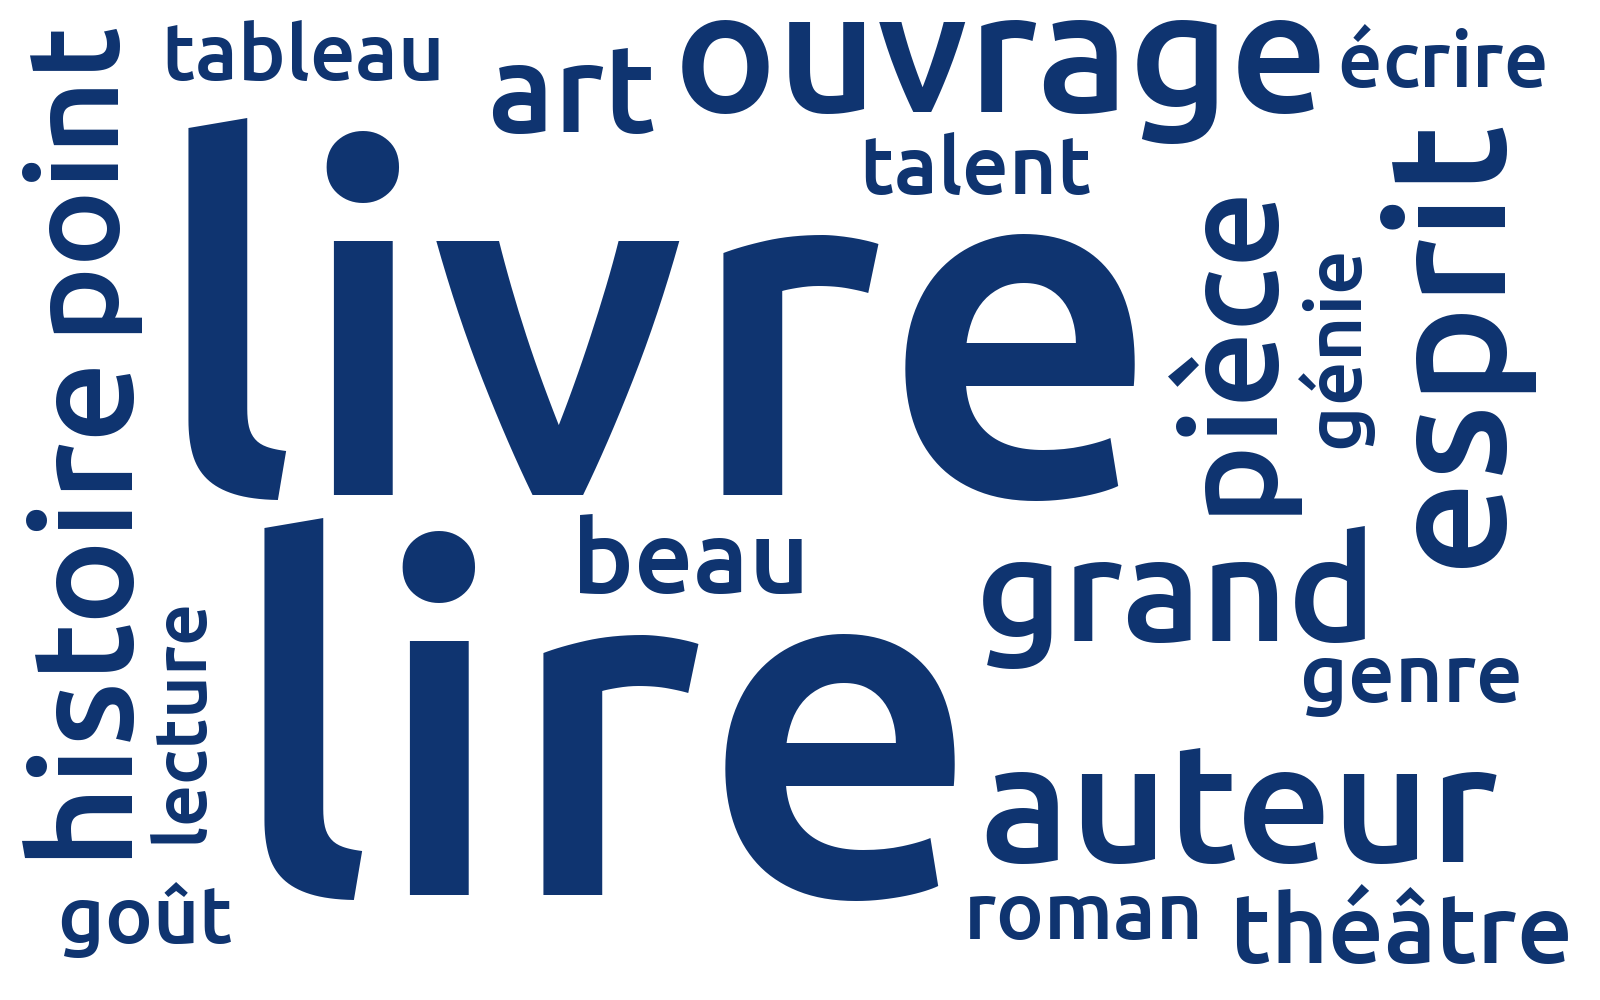 tableau
art
ouvrage
écrire
talent
point
livre
pièce
génie
esprit
histoire
beau
lire
grand
lecture
genre
auteur
goût
roman
théâtre